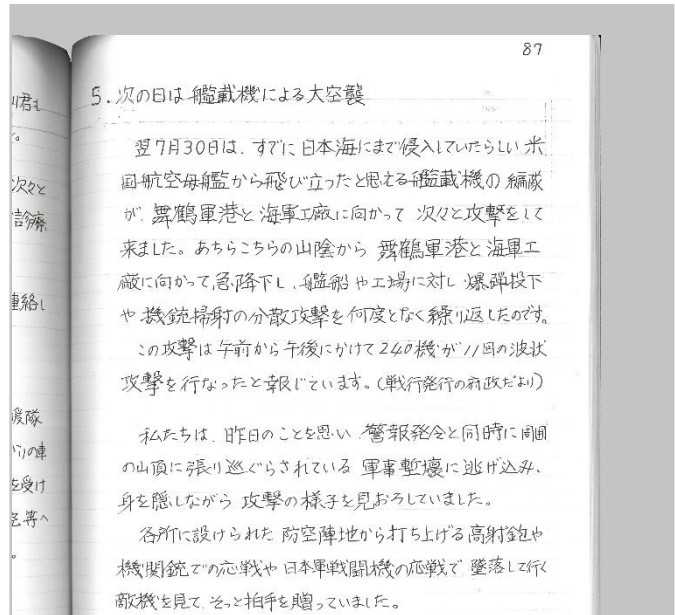 87
5. 次の日は艦載機による大空襲
翌7月30日は、すでに日本海にまで侵入していたらしい米
国航空母艦から飛び立ったと思える艦載機の編隊
が、舞鶴軍港と海軍工廠に向かって次々と攻撃をして
来ました。あちらこちらの山陰から舞鶴軍港と海軍工
廠に向かって急降下し、艦船や工場に対し爆弾投下
や機銃掃射の分散攻撃を何度となく繰り返したのです。
この攻撃は午前から午後にかけて240機が11回の波状
攻撃を行なったと報じています。(戦行発行の府政だより)
私たちは、昨日のことを思い警報発令と同時に周囲
の山頂に張り巡ぐらされている軍事塹壕に逃げ込み、
身を隠しながら攻撃の様子を見おろしていました。
各所に設けられた防空陣地から打ち上げる高射砲や
機関銃での応戦や日本軍戦闘機の応戦で墜落して行く
敵機を見て、そっと拍手を贈っていました。
次々と
診療
連絡し
援隊
を受け
等へ